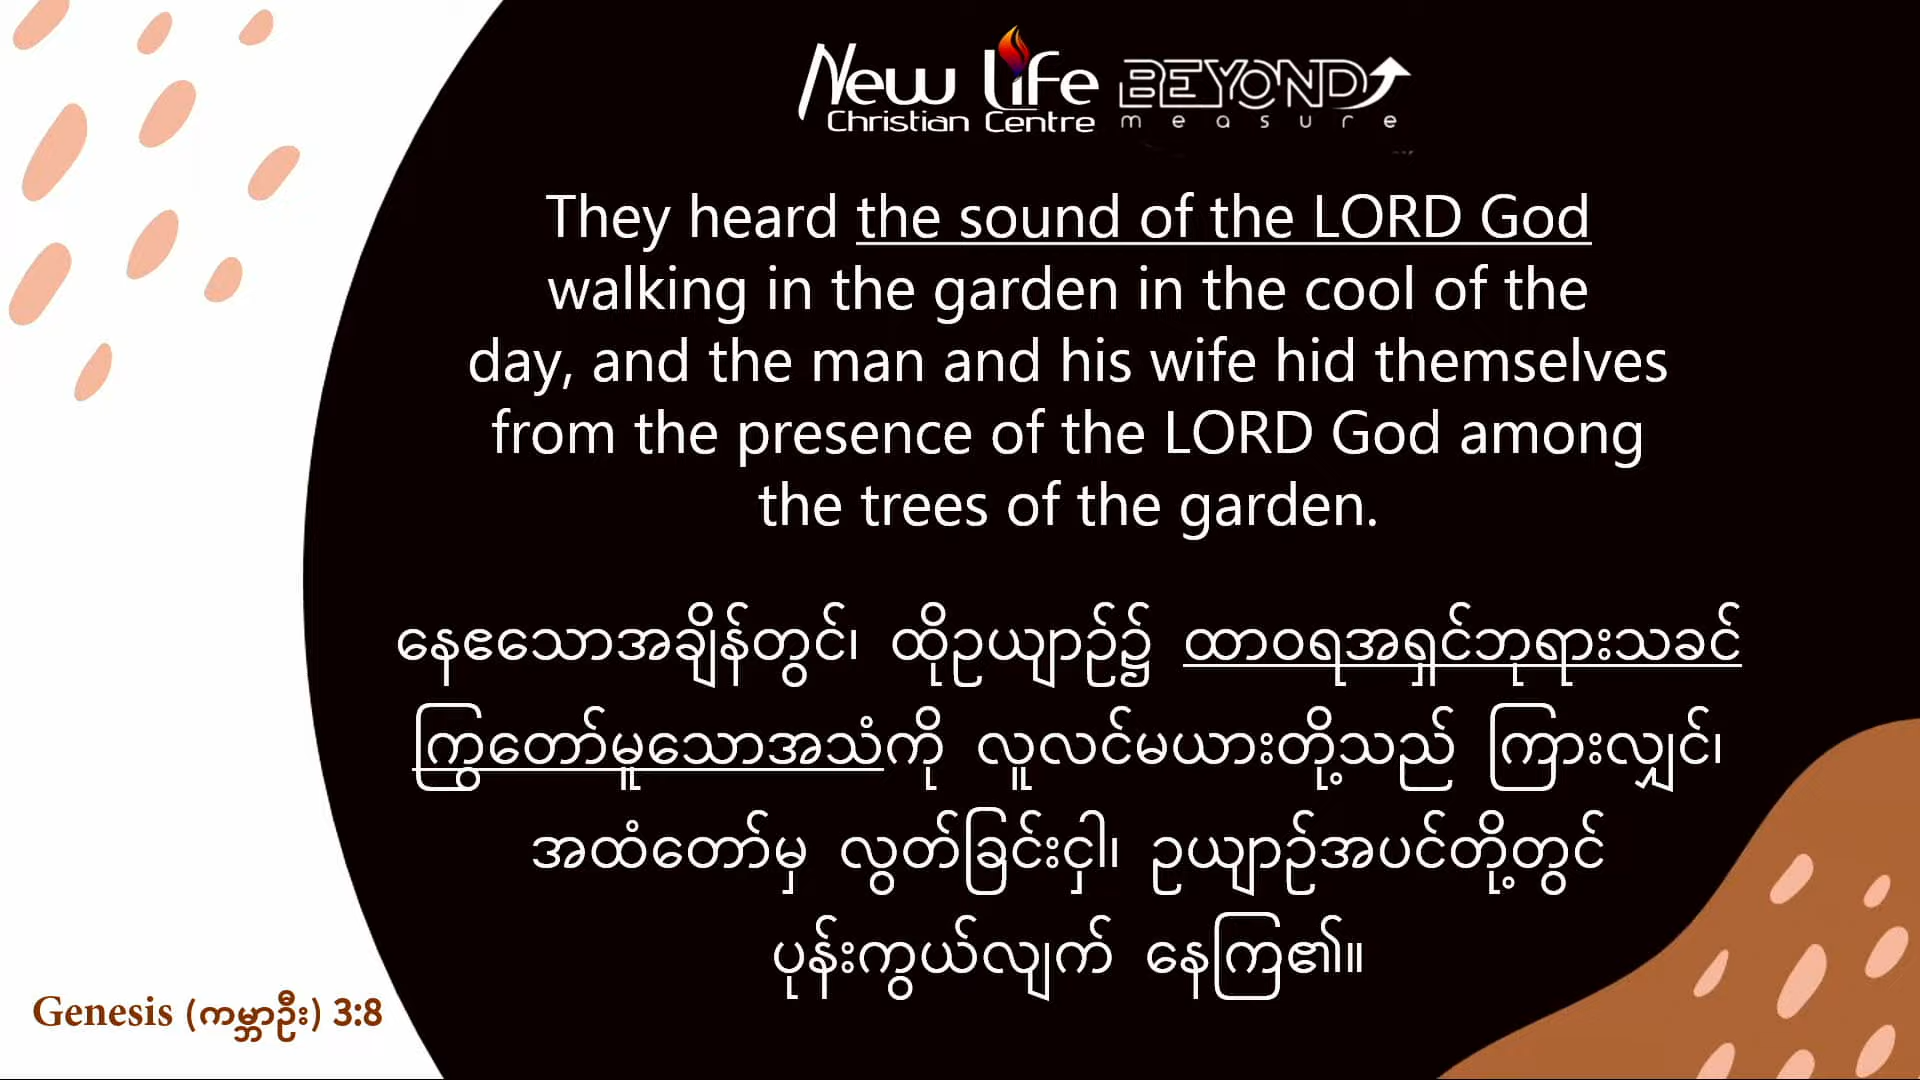 New Life
Christian Centre
BEYOND
measure
They heard the sound of the LORD God
walking in the garden in the cool of the
day, and the man and his wife hid themselves
from the presence of the LORD God among
the trees of the garden.
နေဧသောအချိန်တွင်၊ ထိုဥယျာဉ်၌ ထာဝရအရှင်ဘုရားသခင်
ကြွတော်မူသောအသံကို လူလင်မယားတို့သည် ကြားလျှင်၊
အထံတော်မှ လွတ်ခြင်းငှါ၊ ဥယျာဉ်အပင်တို့တွင်
ပုန်းကွယ်လျက် နေကြ၏။
Genesis (ကမ္ဘာဦး) 3:8